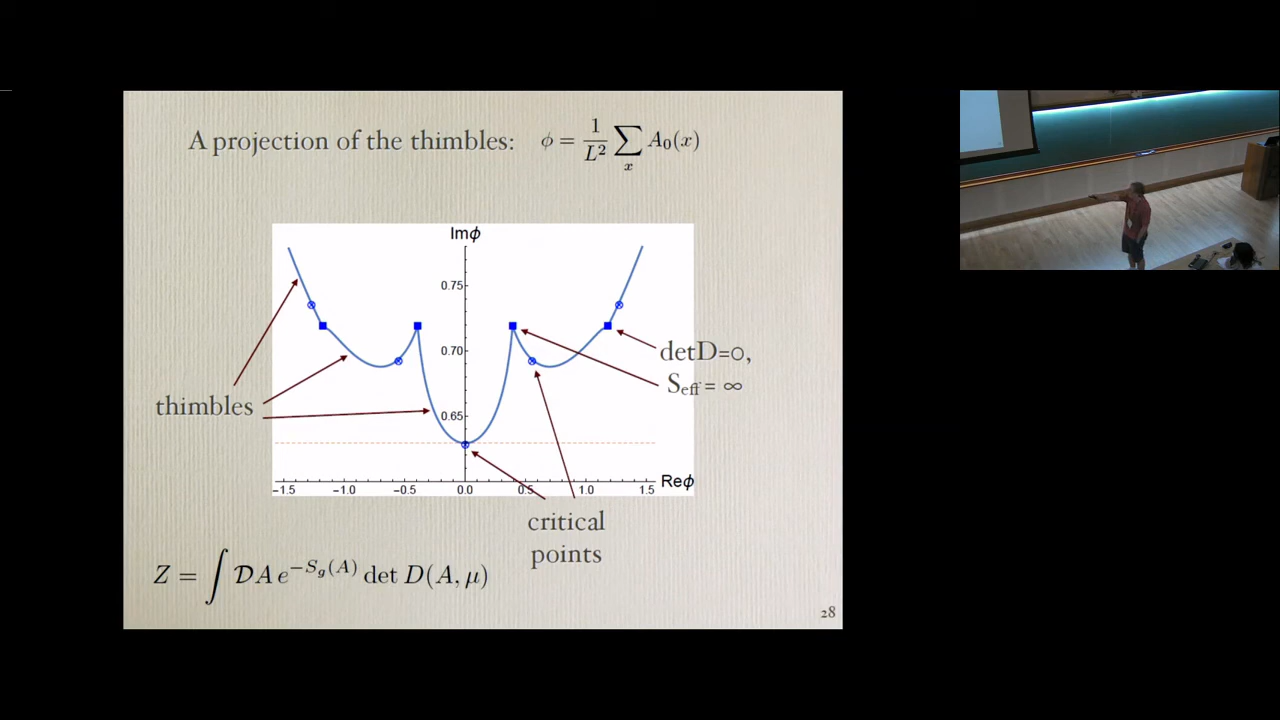 A projection of the thimbles: ϕ = 1/L² ∑ₓ A₀(x)
Imϕ
0.75
0.70
0.65
−1.5 −1.0 −0.5 0.0 0.5 1.0 1.5 Reϕ
detD=0,
S_eff = ∞
thimbles
critical
points
Z = ∫ 𝒟A e^{−S_g(A)} det D(A, μ)
28